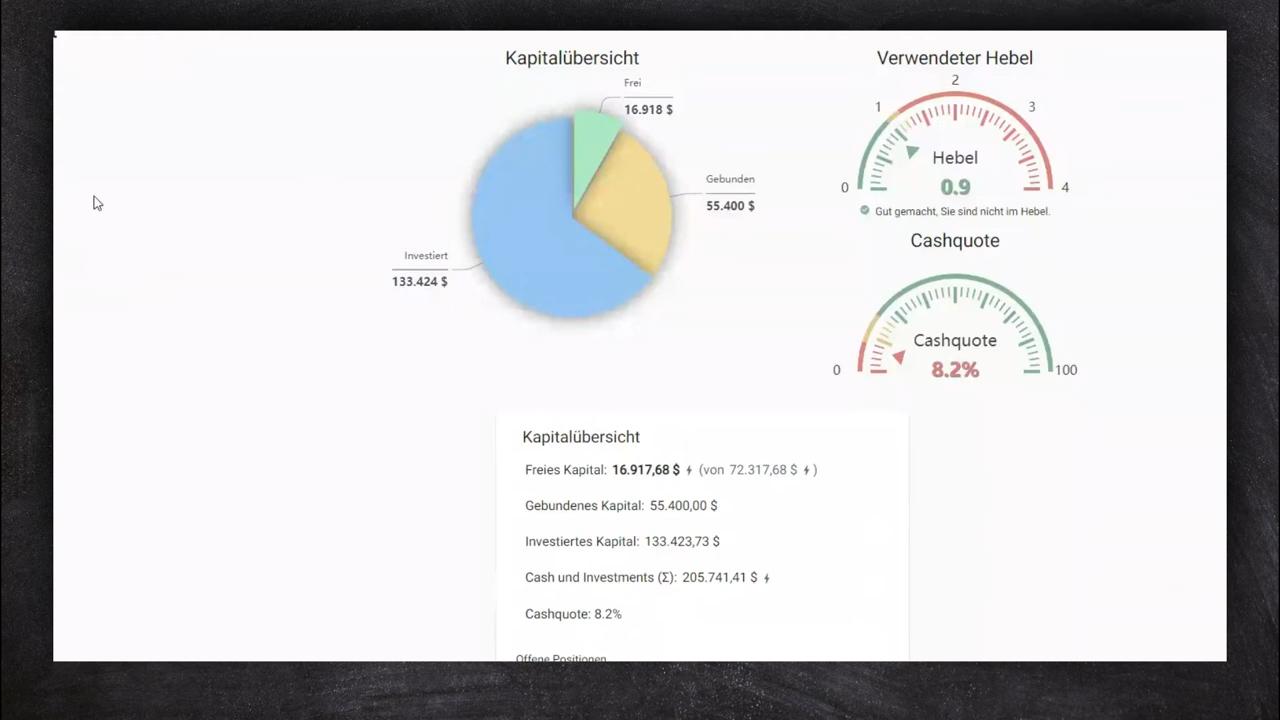 Kapitalübersicht
Frei
16.918 $
Gebunden
55.400 $
Investiert
133.424 $
Verwendeter Hebel
0
1
2
3
4
Hebel
0.9
Gut gemacht, Sie sind nicht im Hebel.
Cashquote
Cashquote
8.2%
0
100
Kapitalübersicht
Freies Kapital: 16.917,68 $ (von 72.317,68 $ )
Gebundenes Kapital: 55.400,00 $
Investiertes Kapital: 133.423,73 $
Cash und Investments (Σ): 205.741,41 $
Cashquote: 8.2%
Offene Positionen